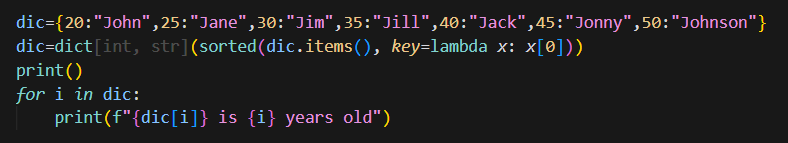 dic={20:"John",25:"Jane",30:"Jim",35:"Jill",40:"Jack",45:"Jonny",50:"Johnson"}
dic=dict[int, str](sorted(dic.items(), key=lambda x: x[0]))
print()
for i in dic:
    print(f"{dic[i]} is {i} years old")